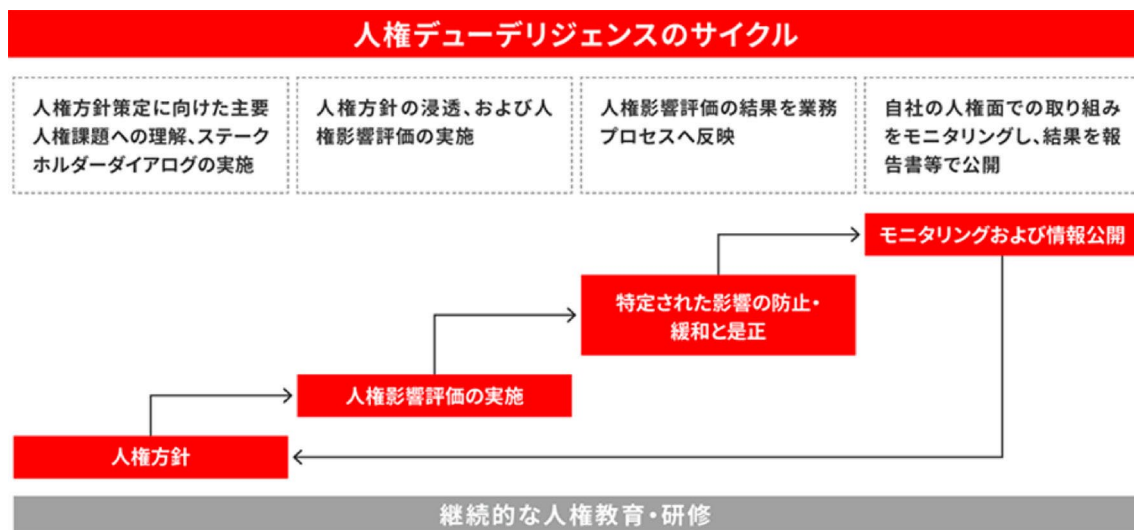 人権デューデリジェンスのサイクル
人権方針策定に向けた主要
人権課題への理解、ステーク
ホルダーダイアログの実施
人権方針の浸透、および人
権影響評価の実施
人権影響評価の結果を業務
プロセスへ反映
自社の人権面での取り組み
をモニタリングし、結果を報
告書等で公開
モニタリングおよび情報公開
特定された影響の防止・
緩和と是正
人権影響評価の実施
人権方針
継続的な人権教育・研修